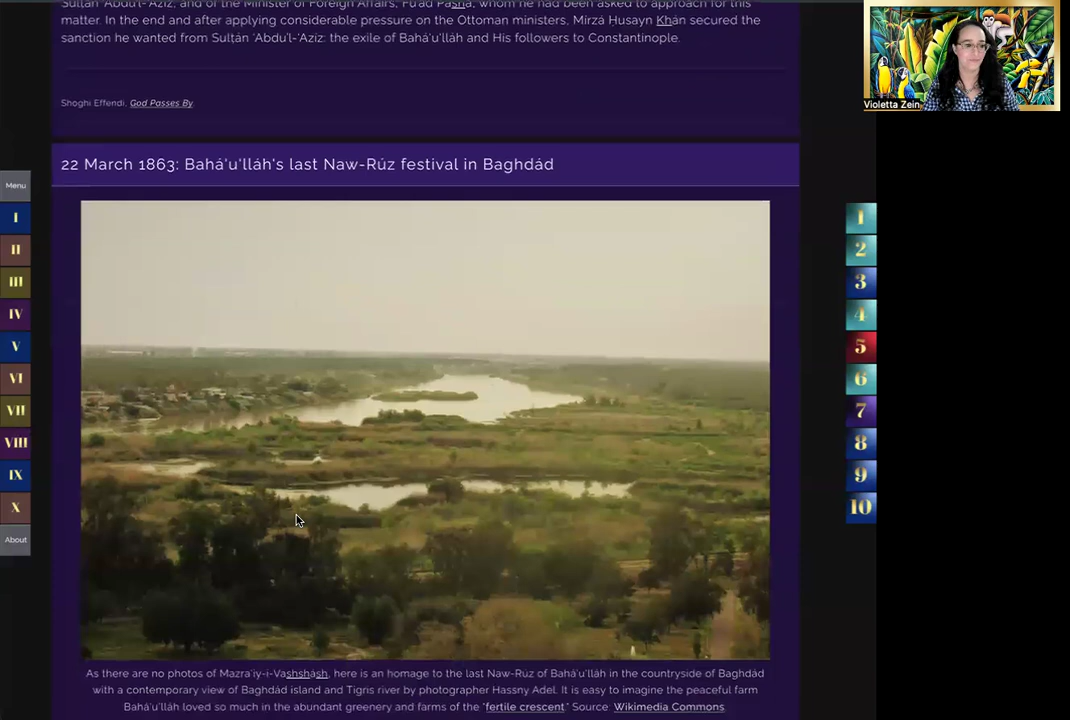 Sulṭán 'Abdu'l-'Azíz, and of the Minister of Foreign Affairs, Fu'ád Páshá, whom he had been asked to approach for this
matter. In the end and after applying considerable pressure on the Ottoman ministers, Mírzá Ḥusayn Khán secured the
sanction he wanted from Sulṭán 'Abdu'l-'Aziz: the exile of Bahá'u'lláh and His followers to Constantinople.
Shoghi Effendi, God Passes By.
22 March 1863: Bahá'u'lláh's last Naw-Rúz festival in Baghdád
As there are no photos of Mazra'iy-i-Vashshásh, here is an homage to the last Naw-Ruz of Bahá'u'lláh in the countryside of Baghdád
with a contemporary view of Baghdád island and Tigris river by photographer Hassny Adel. It is easy to imagine the peaceful farm
Bahá'u'lláh loved so much in the abundant greenery and farms of the "fertile crescent." Source: Wikimedia Commons.
Menu
I
II
III
IV
V
VI
VII
VIII
IX
X
About
1
2
3
4
5
6
7
8
9
10
Violetta Zein